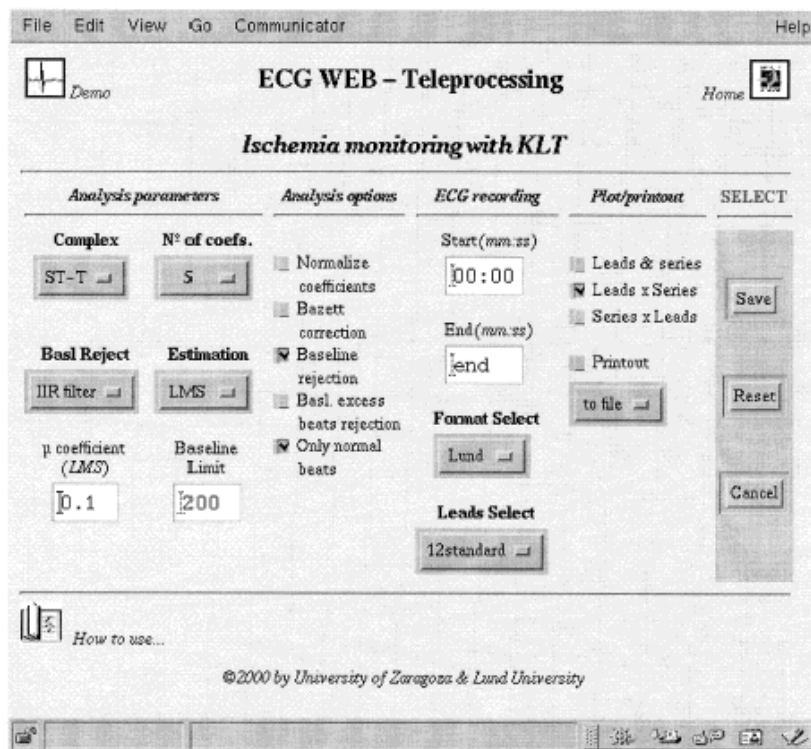 File Edit View Go Communicator Help
Demo
ECG WEB – Teleprocessing
Home
Ischemia monitoring with KLT
Analysis parameters
Analysis options
ECG recording
Plot/printout
SELECT
Complex
Nº of coefs.
ST-T
5
Basl Reject
Estimation
IIR filter
LMS
µ coefficient
(LMS)
Baseline
Limit
0.1
200
Normalize
coefficients
Bazett
correction
Baseline
rejection
Basl. excess
beats rejection
Only normal
beats
Start(mm:ss)
00:00
End(mm:ss)
end
Format Select
Lund
Leads Select
12standard
Leads & series
Leads x Series
Series x Leads
Printout
to file
Save
Reset
Cancel
How to use...
©2000 by University of Zaragoza & Lund University